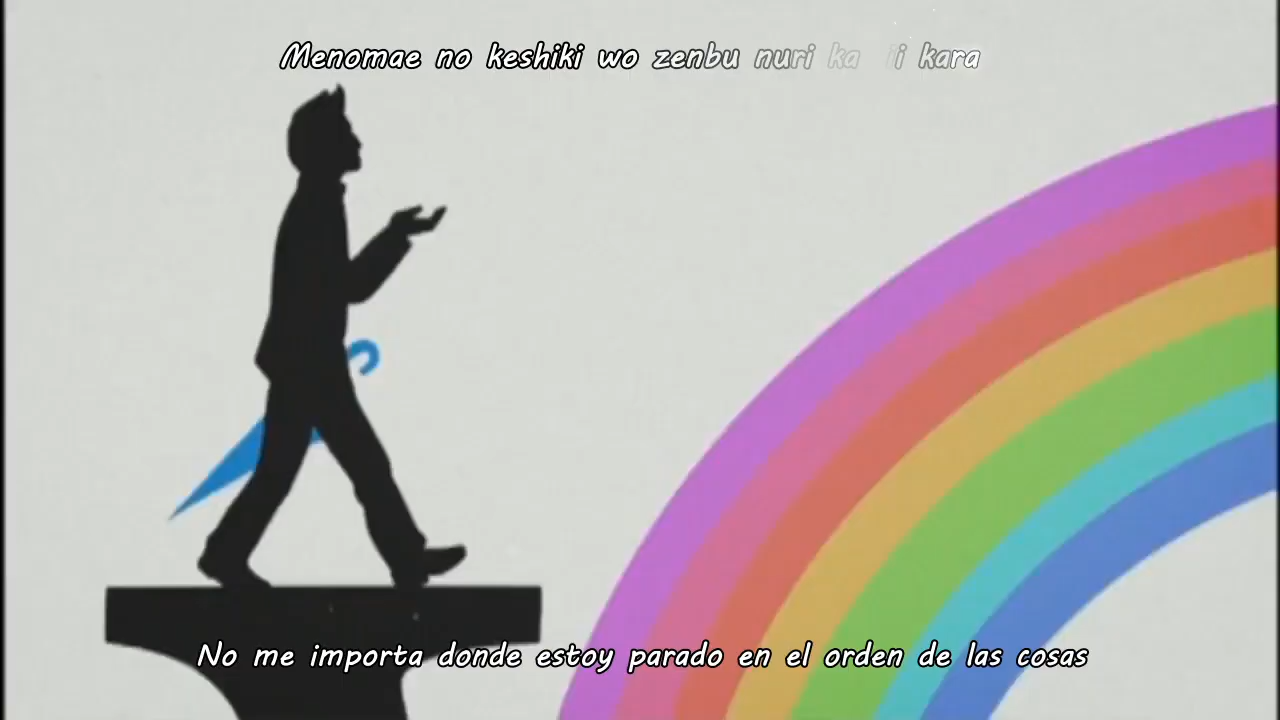 Menomae no keshiki wo zenbu nuri kara
No me importa donde estoy parado en el orden de las cosas